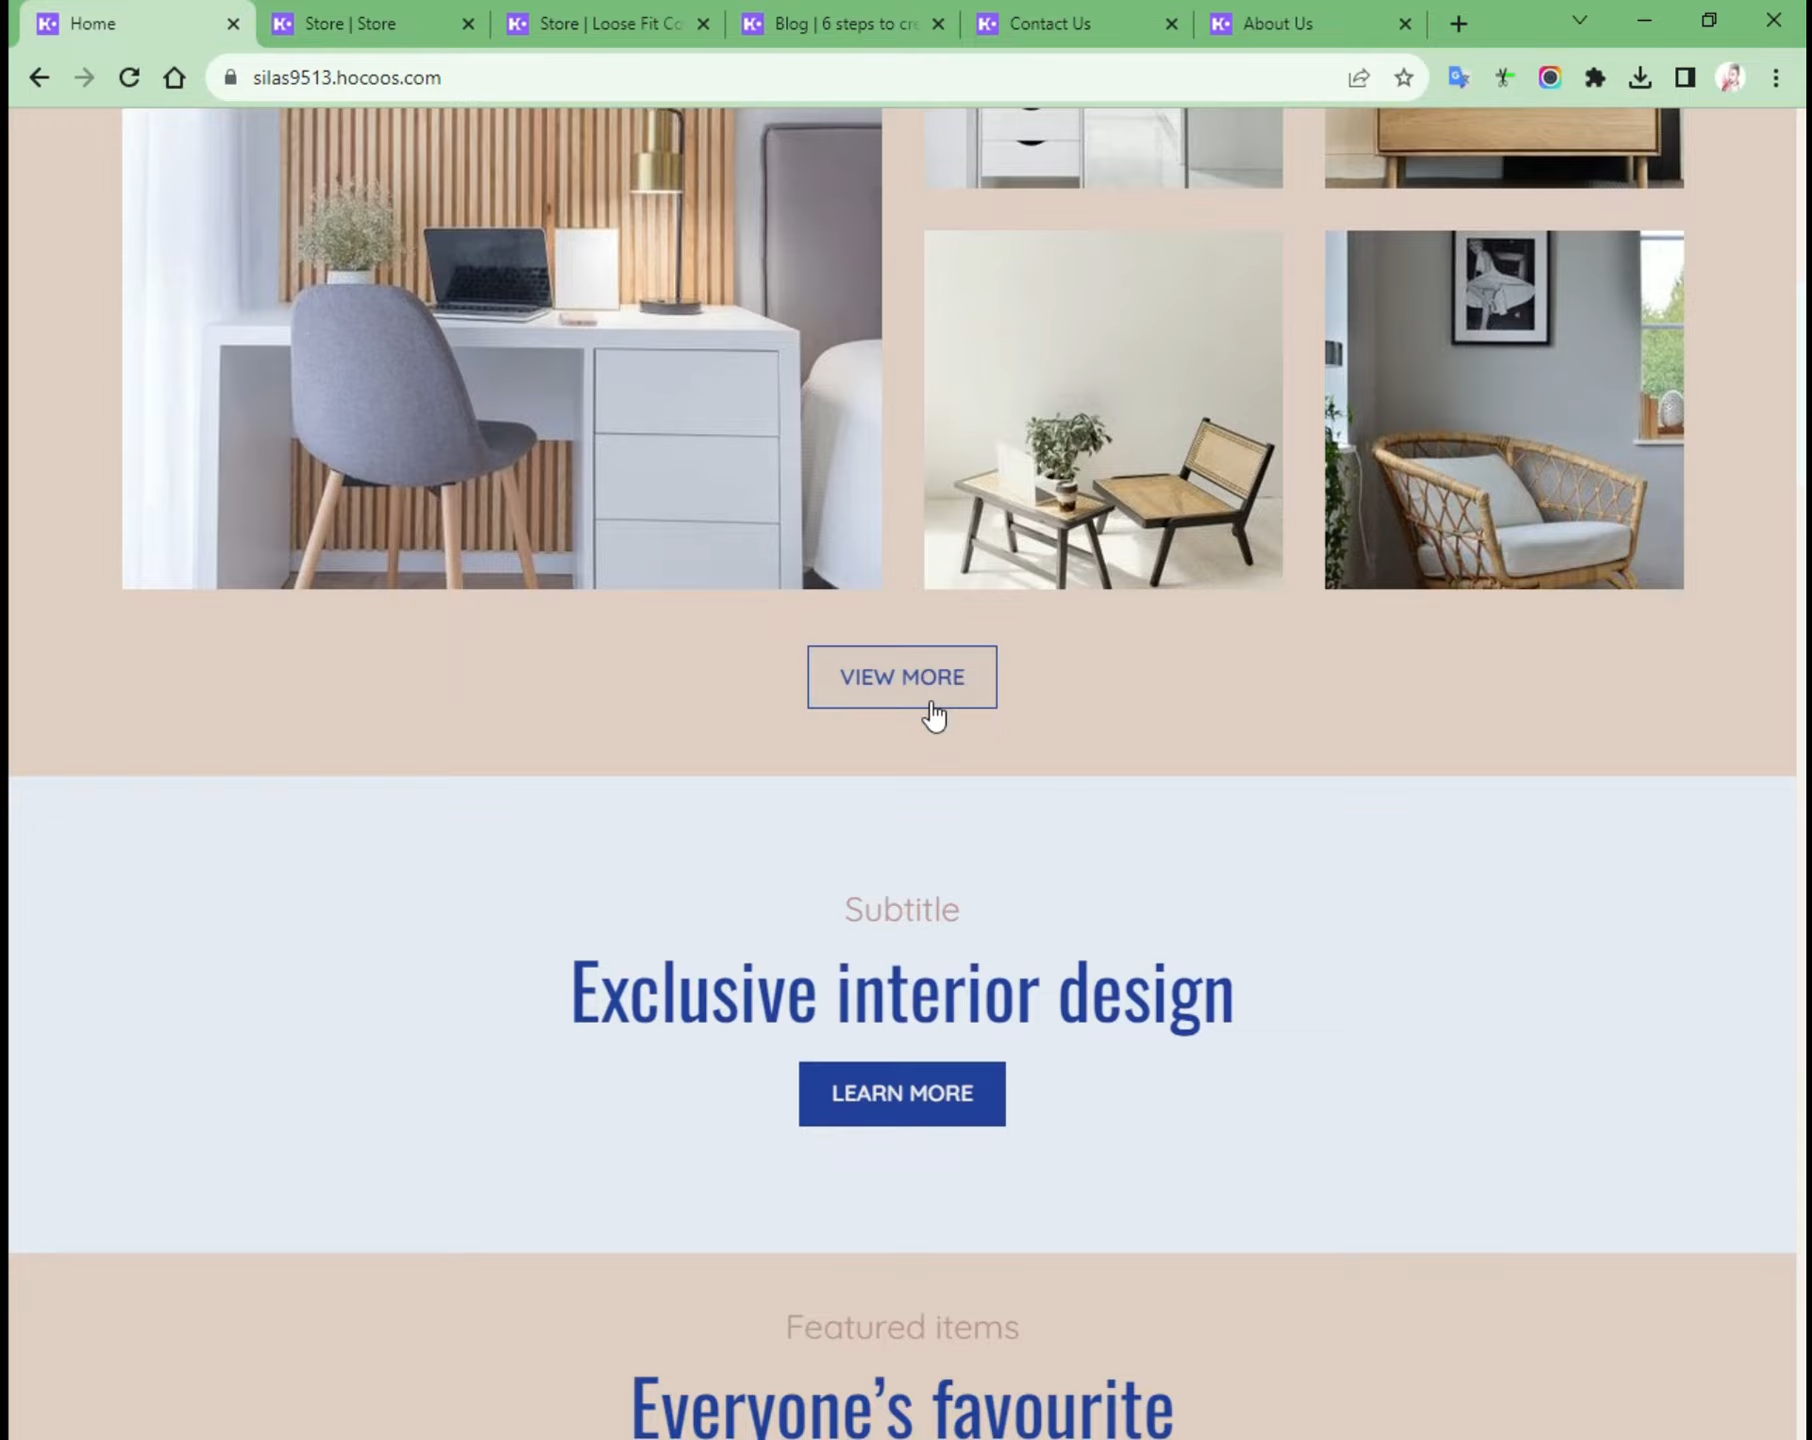 Home
Store | Store
Store | Loose Fit Co
Blog | 6 steps to cre
Contact Us
About Us
silas9513.hocoos.com
VIEW MORE
Subtitle
Exclusive interior design
LEARN MORE
Featured items
Everyone’s favourite